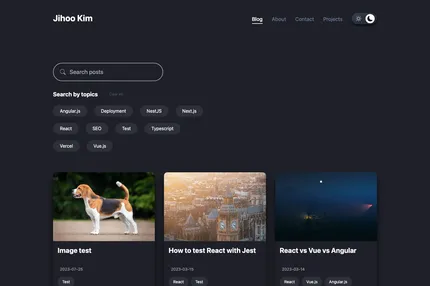 Jihoo Kim
Blog About Contact Projects
Search posts
Search by topics
Angular.js Deployment NestJS Next.js
React SEO Test Typescript
Vercel Vue.js
Image test How to test React with Jest React vs Vue vs Angular
2023-01-26 2023-03-15 2023-03-14
Test React Test React Vue.js Angular.js